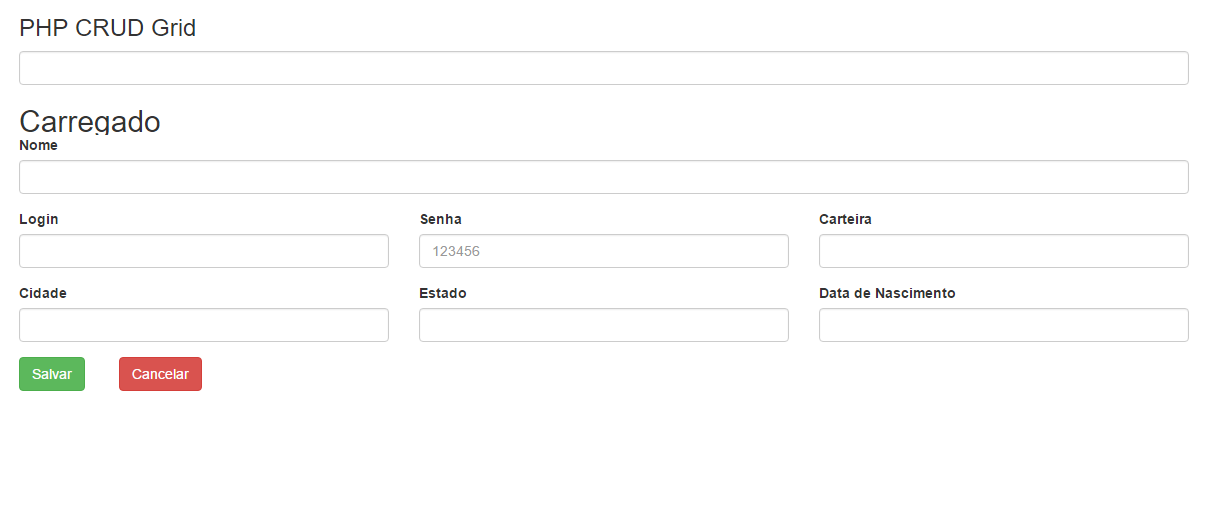 PHP CRUD Grid
Carregado
Nome
Login Senha Carteira
123456
Cidade Estado Data de Nascimento
Salvar Cancelar